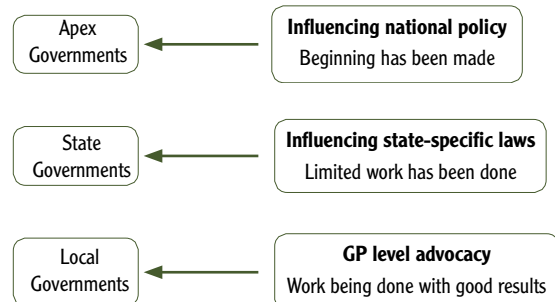 Apex
Governments
Influencing national policy
Beginning has been made
State
Governments
Influencing state-specific laws
Limited work has been done
Local
Governments
GP level advocacy
Work being done with good results